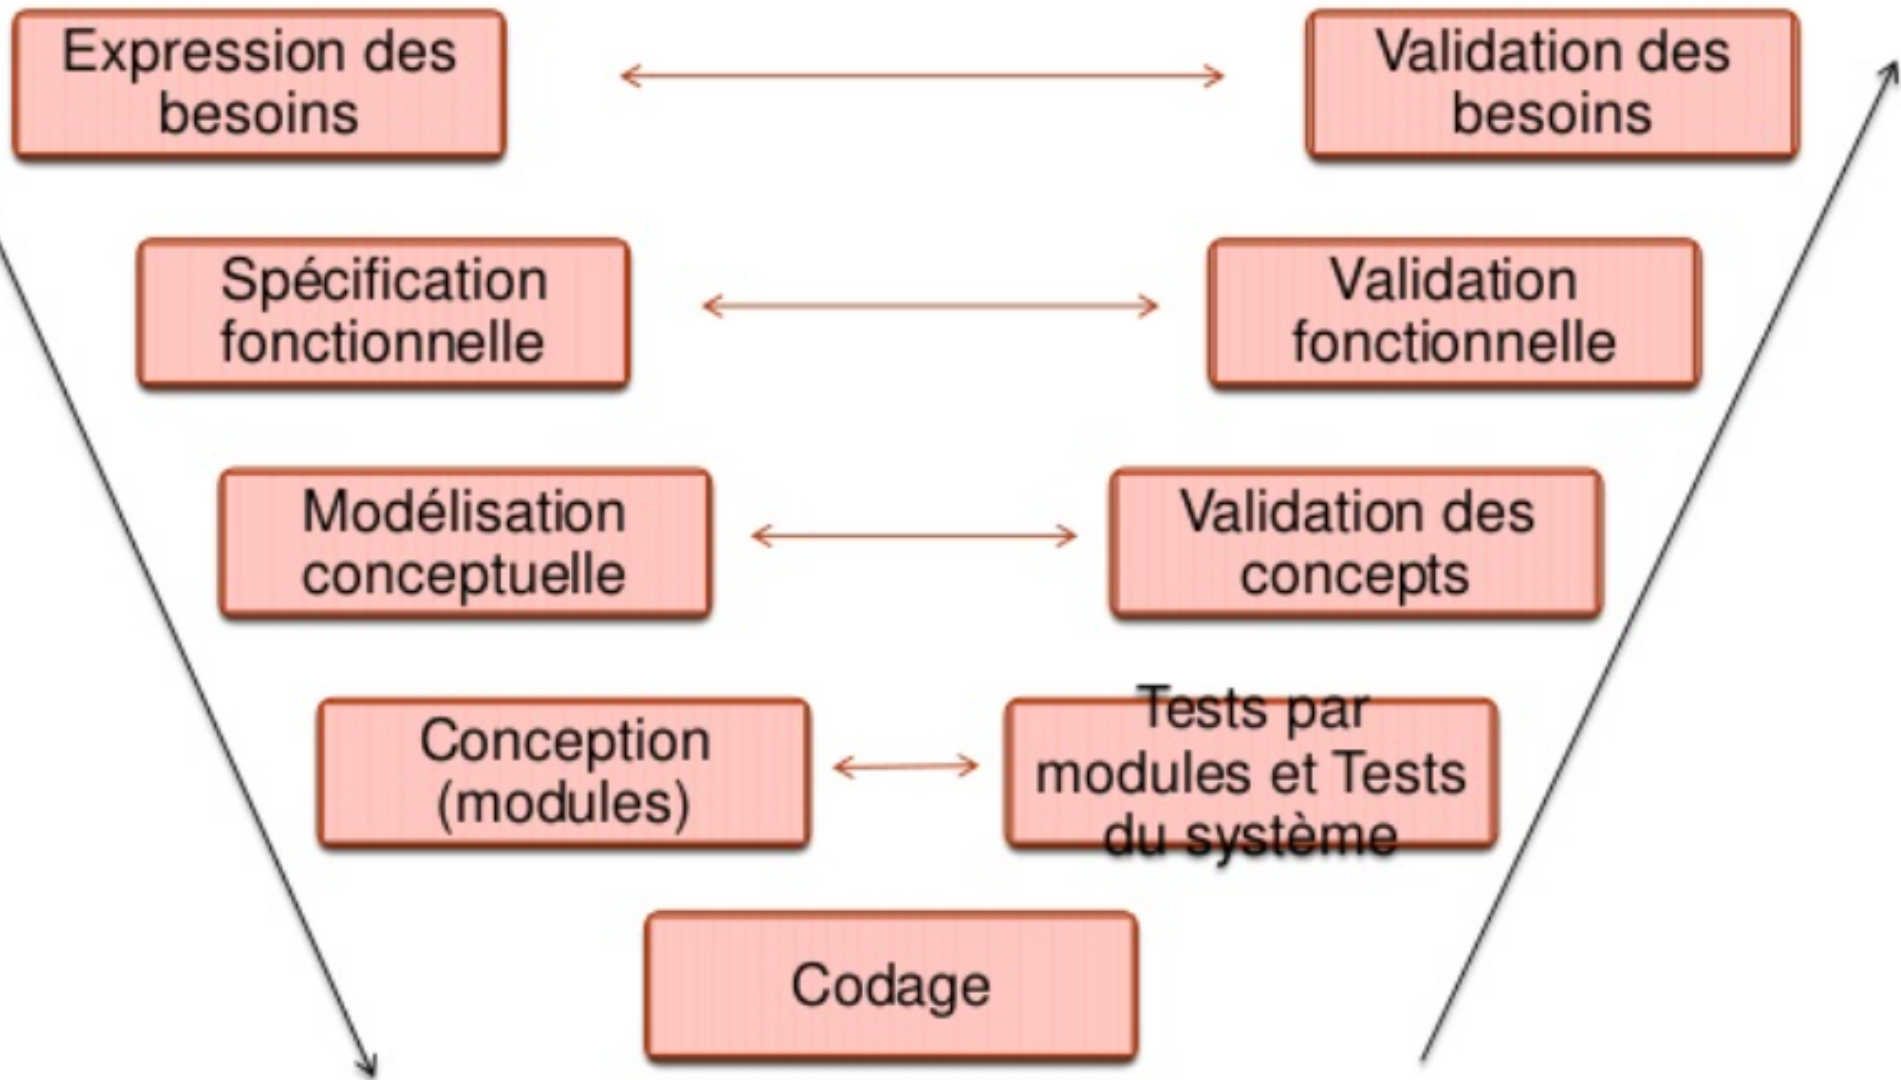 Expression des
besoins
Validation des
besoins
Spécification
fonctionnelle
Validation
fonctionnelle
Modélisation
conceptuelle
Validation des
concepts
Conception
(modules)
Tests par
modules et Tests
du système
Codage